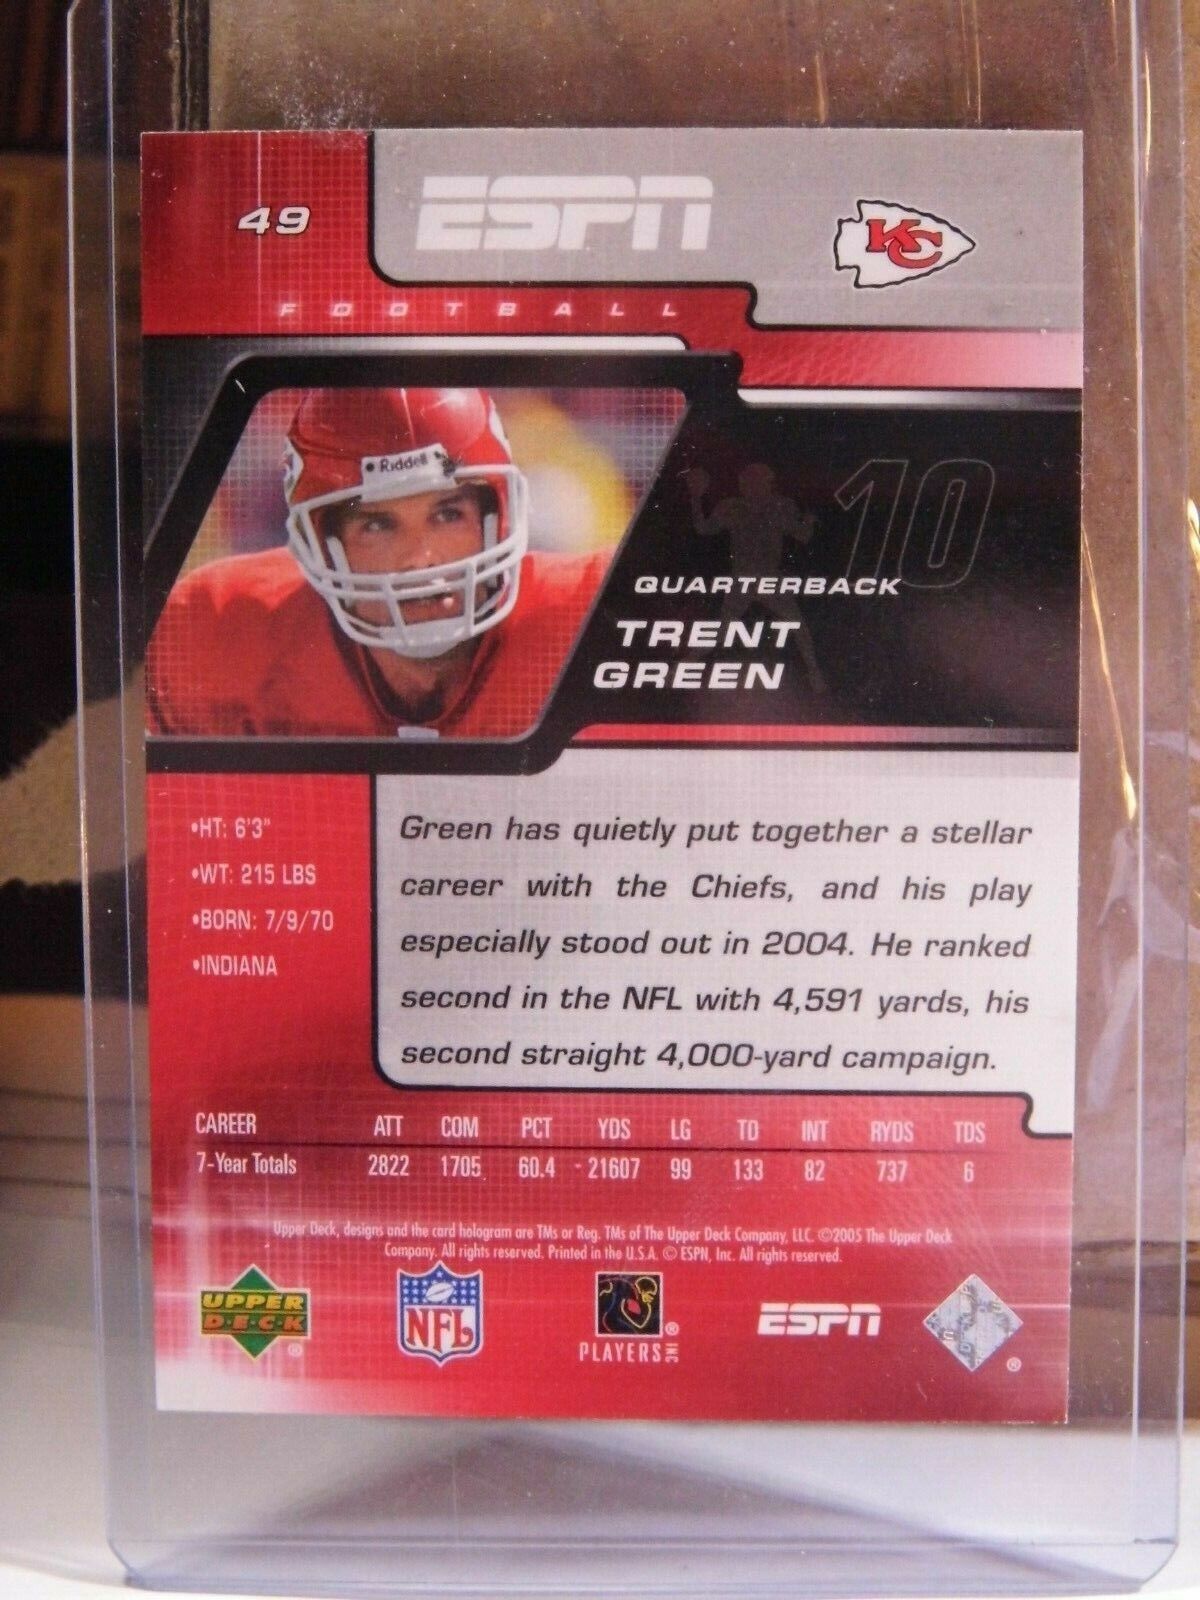 49
ESPN
KC
FOOTBALL
Riddell
10
QUARTERBACK
TRENT
GREEN
•HT: 6'3"
•WT: 215 LBS
•BORN: 7/9/70
•INDIANA
Green has quietly put together a stellar
career with the Chiefs, and his play
especially stood out in 2004. He ranked
second in the NFL with 4,591 yards, his
second straight 4,000-yard campaign.
CAREER ATT COM PCT YDS LG TD INT RYDS TDS
7-Year Totals 2822 1705 60.4 21607 99 133 82 737 6
Upper Deck, designs and the card hologram are TMs or Reg. TMs of The Upper Deck Company, LLC. ©2005 The Upper Deck
Company. All rights reserved. Printed in the U.S.A. © ESPN, Inc. All rights reserved.
UPPER
D·E·C·K
®
NFL
®
PLAYERS INC
ESPN
®